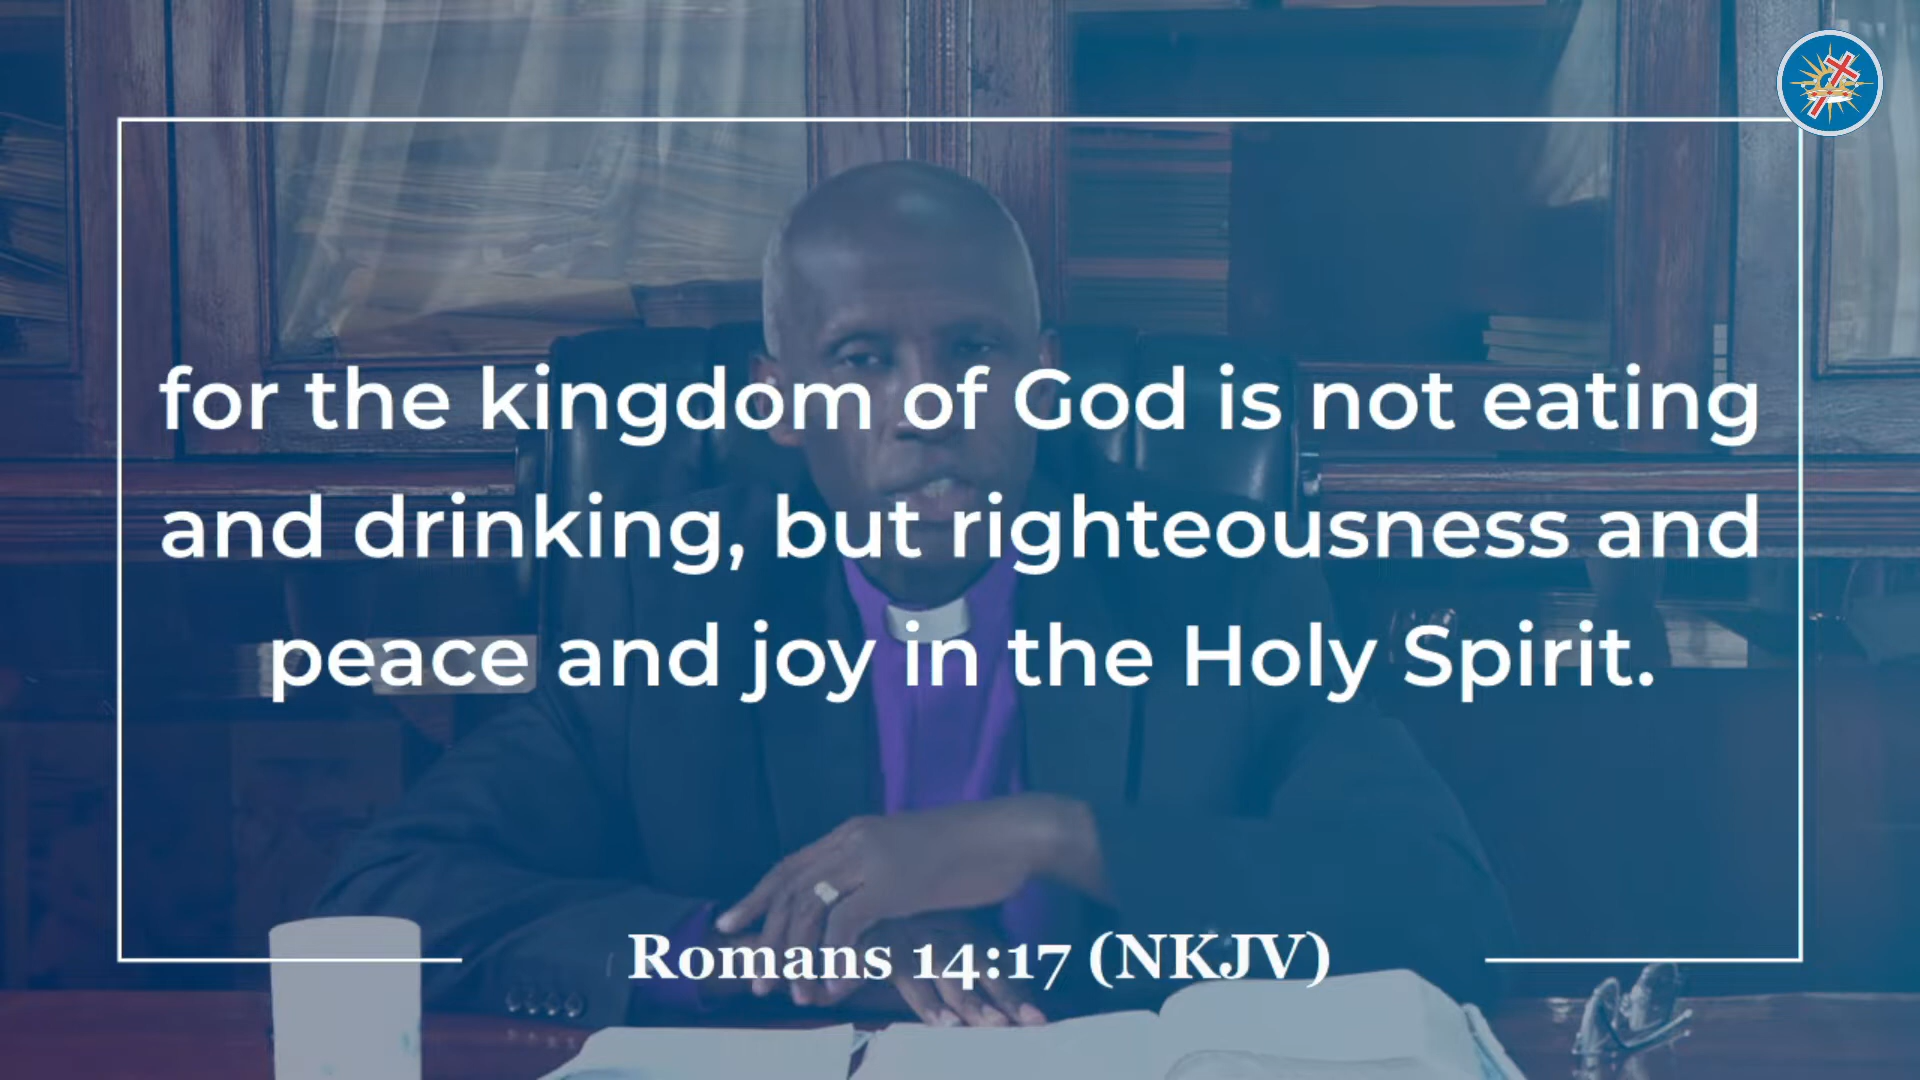 for the kingdom of God is not eating
and drinking, but righteousness and
peace and joy in the Holy Spirit.
Romans 14:17 (NKJV)